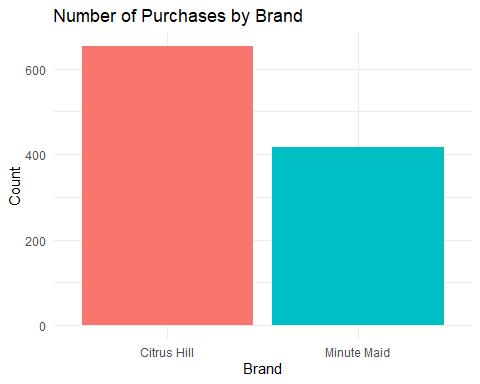 Number of Purchases by Brand
Count
600
400
200
0
Citrus Hill
Minute Maid
Brand